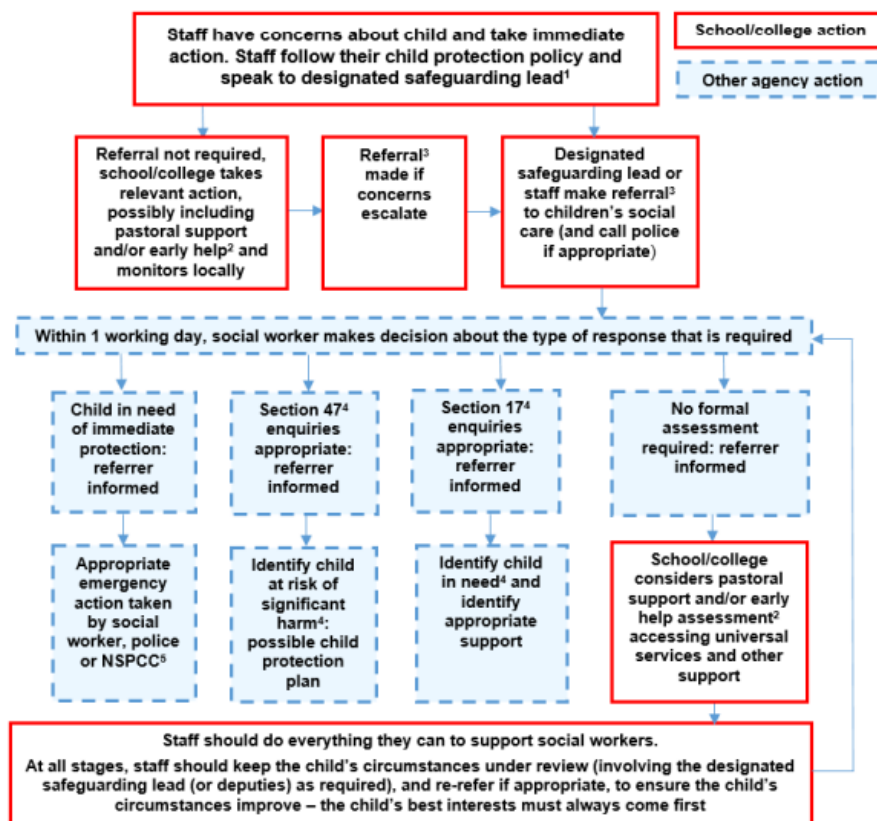 Staff have concerns about child and take immediate
action. Staff follow their child protection policy and
speak to designated safeguarding lead¹
School/college action
Other agency action
Referral not required,
school/college takes
relevant action,
possibly including
pastoral support
and/or early help² and
monitors locally
Referral³
made if
concerns
escalate
Designated
safeguarding lead or
staff make referral³
to children’s social
care (and call police
if appropriate)
Within 1 working day, social worker makes decision about the type of response that is required
Child in need
of immediate
protection:
referrer
informed
Section 47⁴
enquiries
appropriate:
referrer
informed
Section 17⁴
enquiries
appropriate:
referrer
informed
No formal
assessment
required: referrer
informed
Appropriate
emergency
action taken
by social
worker, police
or NSPCC⁵
Identify child
at risk of
significant
harm⁴:
possible child
protection
plan
Identify child
in need⁴ and
identify
appropriate
support
School/college
considers pastoral
support and/or early
help assessment²
accessing universal
services and other
support
Staff should do everything they can to support social workers.
At all stages, staff should keep the child’s circumstances under review (involving the designated
safeguarding lead (or deputies) as required), and re-refer if appropriate, to ensure the child’s
circumstances improve – the child’s best interests must always come first